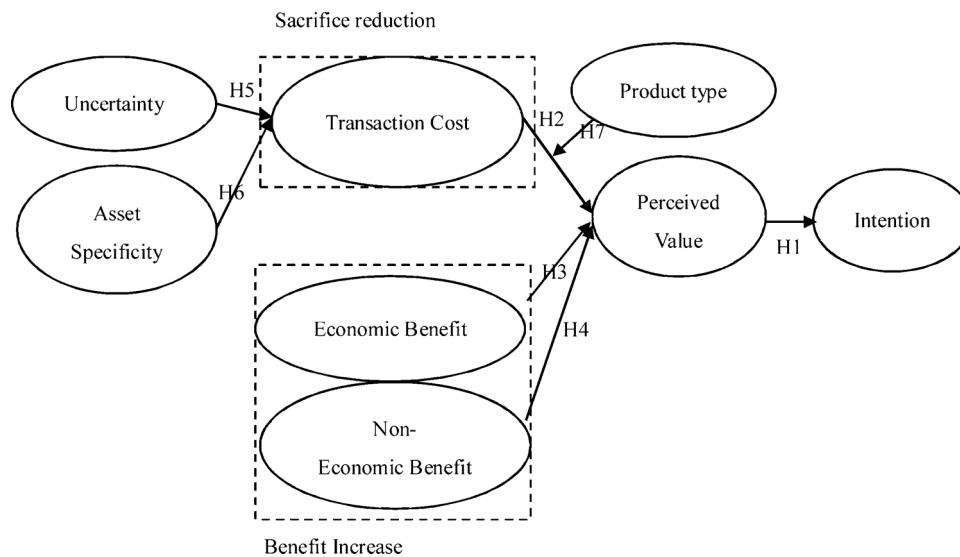 Sacrifice reduction
Uncertainty
H5
Transaction Cost
H2
H7
Product type
H6
Asset
Specificity
Perceived
Value
H1
Intention
H3
Economic Benefit
H4
Non-
Economic Benefit
Benefit Increase